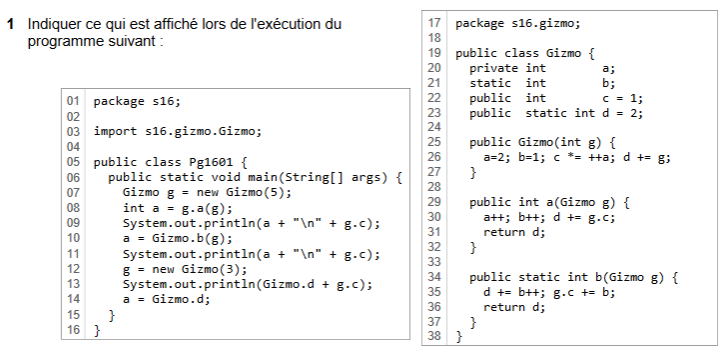 1 Indiquer ce qui est affiché lors de l'exécution du
programme suivant :
01 package s16;
02
03 import s16.gizmo.Gizmo;
04
05 public class Pg1601 {
06   public static void main(String[] args) {
07     Gizmo g = new Gizmo(5);
08     int a = g.a(g);
09     System.out.println(a + "\n" + g.c);
10     a = Gizmo.b(g);
11     System.out.println(a + "\n" + g.c);
12     g = new Gizmo(3);
13     System.out.println(Gizmo.d + g.c);
14     a = Gizmo.d;
15   }
16 }
17 package s16.gizmo;
18
19 public class Gizmo {
20   private int        a;
21   static  int        b;
22   public  int        c = 1;
23   public  static int d = 2;
24
25   public Gizmo(int g) {
26     a=2; b=1; c *= ++a; d += g;
27   }
28
29   public int a(Gizmo g) {
30     a++; b++; d += g.c;
31     return d;
32   }
33
34   public static int b(Gizmo g) {
35     d += b++; g.c += b;
36     return d;
37   }
38 }